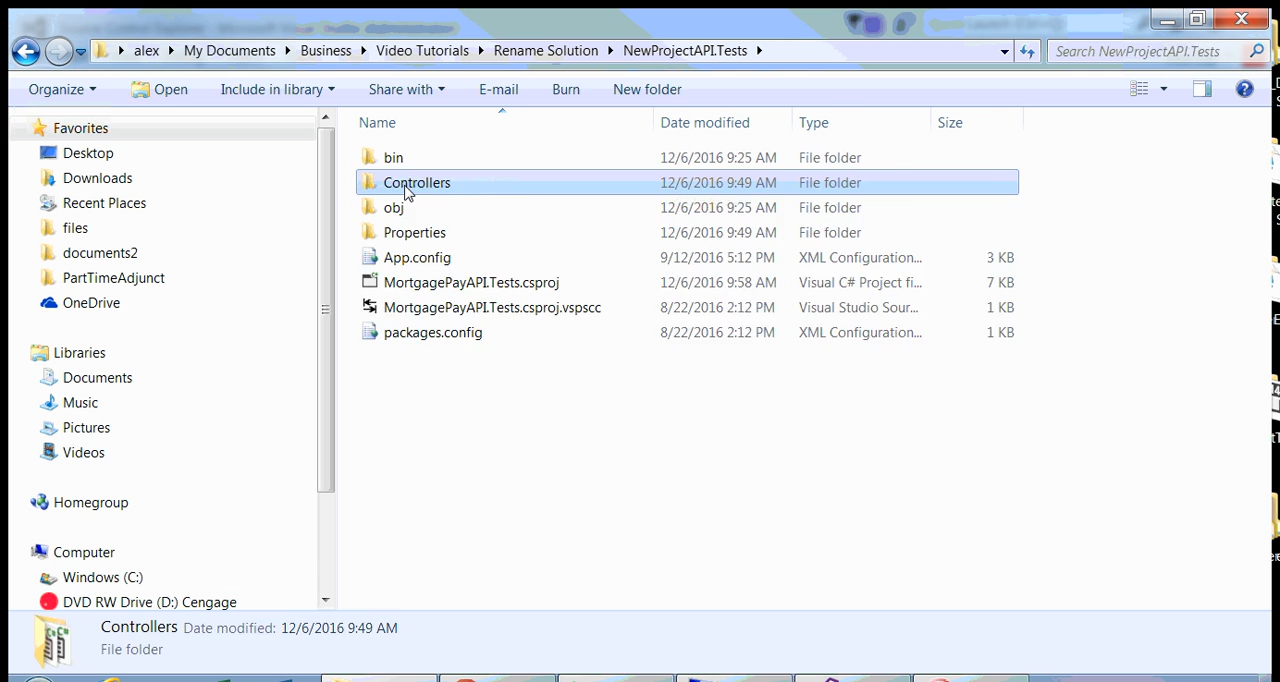 alex My Documents Business Video Tutorials Rename Solution NewProjectAPI.Tests Search NewProjectAPI.Tests
Organize Open Include in library Share with E-mail Burn New folder
Favorites
Desktop
Downloads
Recent Places
files
documents2
PartTimeAdjunct
OneDrive
Libraries
Documents
Music
Pictures
Videos
Homegroup
Computer
Windows (C:)
DVD RW Drive (D:) Cengage
Name Date modified Type Size
bin 12/6/2016 9:25 AM File folder
Controllers 12/6/2016 9:49 AM File folder
obj 12/6/2016 9:25 AM File folder
Properties 12/6/2016 9:49 AM File folder
App.config 9/12/2016 5:12 PM XML Configuration... 3 KB
MortgagePayAPI.Tests.csproj 12/6/2016 9:58 AM Visual C# Project fi... 7 KB
MortgagePayAPI.Tests.csproj.vspscc 8/22/2016 2:12 PM Visual Studio Sour... 1 KB
packages.config 8/22/2016 2:12 PM XML Configuration... 1 KB
Controllers Date modified: 12/6/2016 9:49 AM
File folder